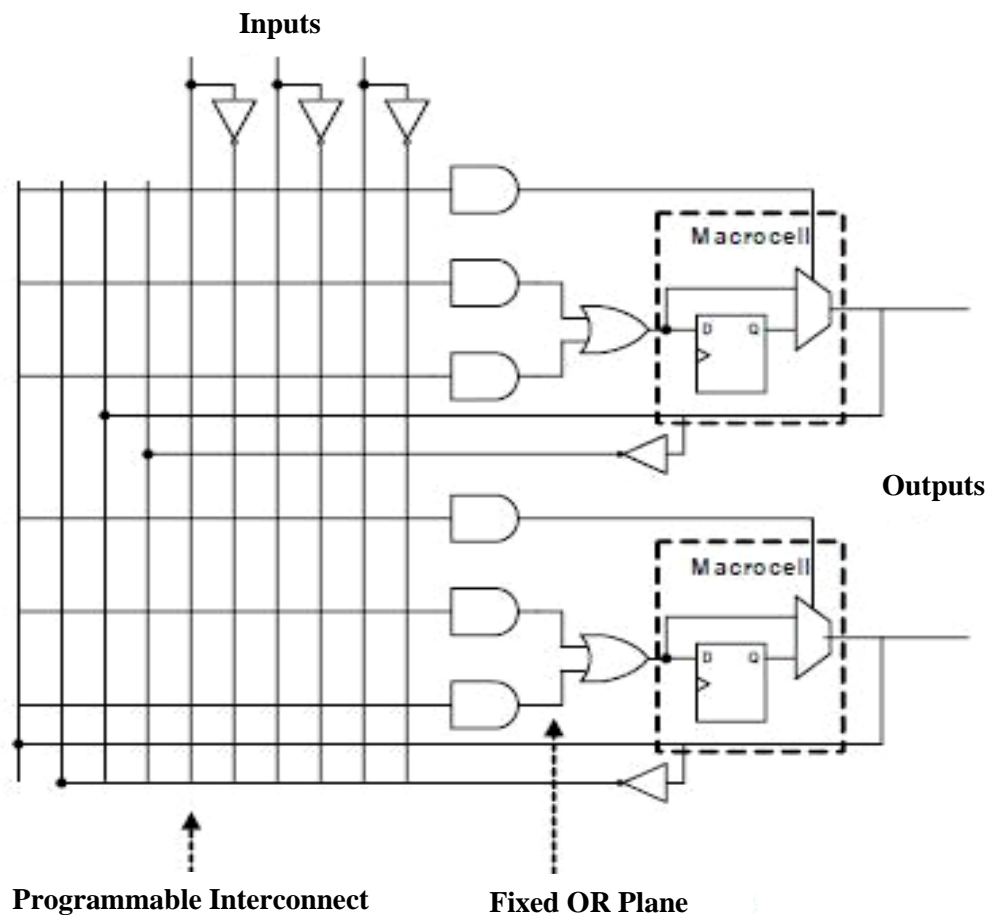 Inputs
Macrocell
D Q
Outputs
Macrocell
D Q
Programmable Interconnect
Fixed OR Plane